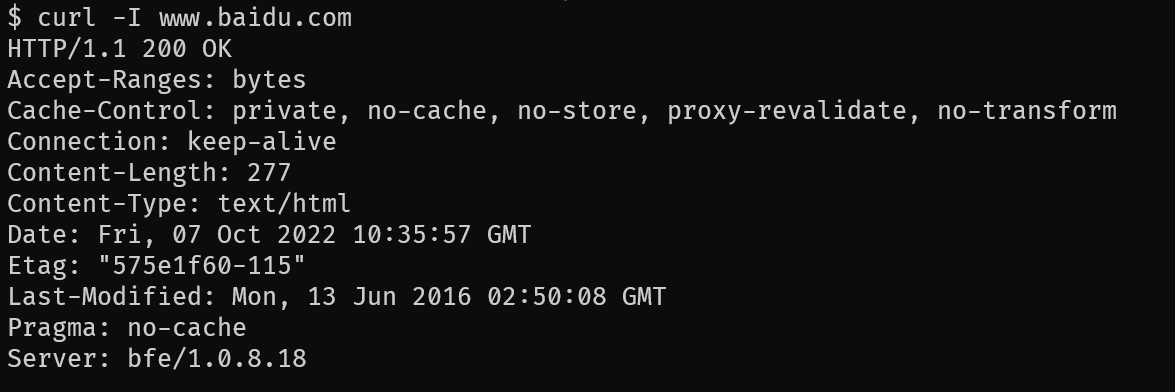 $ curl -I www.baidu.com
HTTP/1.1 200 OK
Accept-Ranges: bytes
Cache-Control: private, no-cache, no-store, proxy-revalidate, no-transform
Connection: keep-alive
Content-Length: 277
Content-Type: text/html
Date: Fri, 07 Oct 2022 10:35:57 GMT
Etag: "575e1f60-115"
Last-Modified: Mon, 13 Jun 2016 02:50:08 GMT
Pragma: no-cache
Server: bfe/1.0.8.18